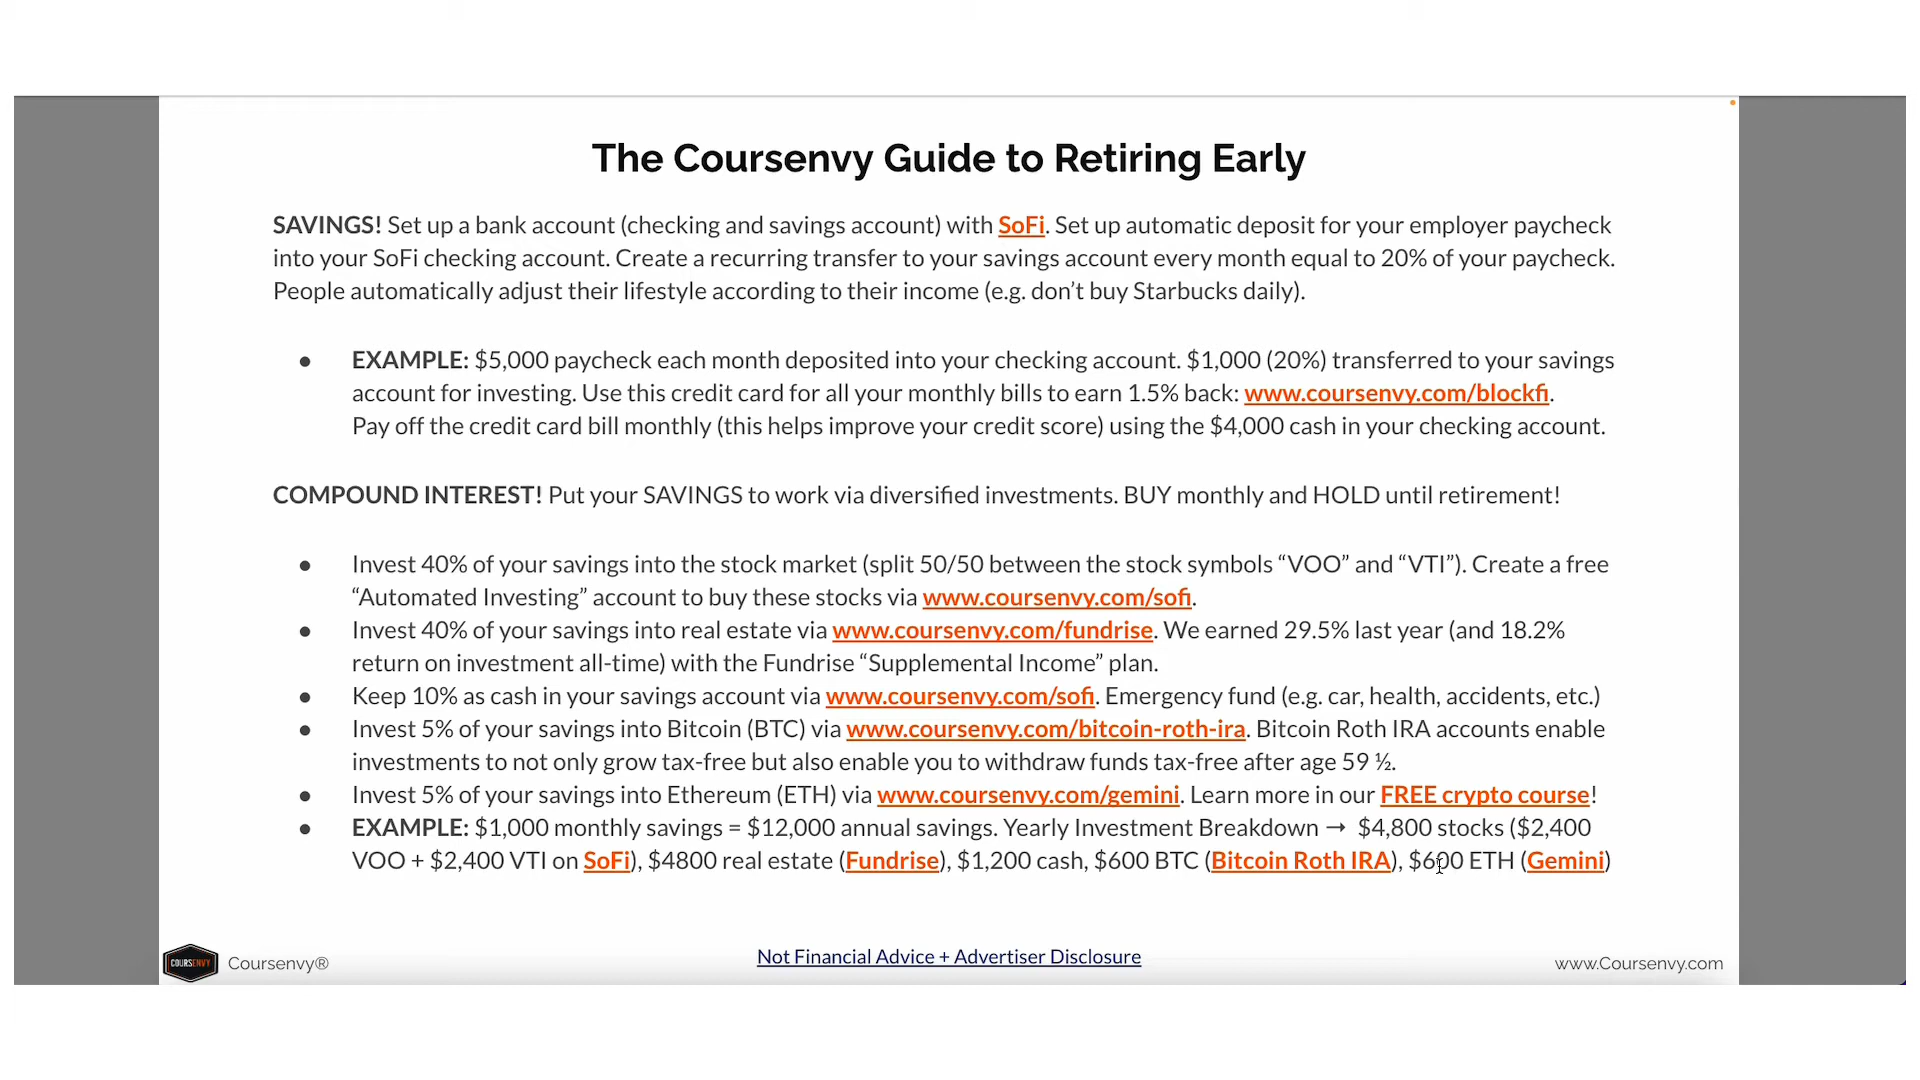 The Coursenvy Guide to Retiring Early
SAVINGS! Set up a bank account (checking and savings account) with SoFi. Set up automatic deposit for your employer paycheck
into your SoFi checking account. Create a recurring transfer to your savings account every month equal to 20% of your paycheck.
People automatically adjust their lifestyle according to their income (e.g. don’t buy Starbucks daily).
● EXAMPLE: $5,000 paycheck each month deposited into your checking account. $1,000 (20%) transferred to your savings
account for investing. Use this credit card for all your monthly bills to earn 1.5% back: www.coursenvy.com/blockfi.
Pay off the credit card bill monthly (this helps improve your credit score) using the $4,000 cash in your checking account.
COMPOUND INTEREST! Put your SAVINGS to work via diversified investments. BUY monthly and HOLD until retirement!
● Invest 40% of your savings into the stock market (split 50/50 between the stock symbols “VOO” and “VTI”). Create a free
“Automated Investing” account to buy these stocks via www.coursenvy.com/sofi.
● Invest 40% of your savings into real estate via www.coursenvy.com/fundrise. We earned 29.5% last year (and 18.2%
return on investment all-time) with the Fundrise “Supplemental Income” plan.
● Keep 10% as cash in your savings account via www.coursenvy.com/sofi. Emergency fund (e.g. car, health, accidents, etc.)
● Invest 5% of your savings into Bitcoin (BTC) via www.coursenvy.com/bitcoin-roth-ira. Bitcoin Roth IRA accounts enable
investments to not only grow tax-free but also enable you to withdraw funds tax-free after age 59 ½.
● Invest 5% of your savings into Ethereum (ETH) via www.coursenvy.com/gemini. Learn more in our FREE crypto course!
● EXAMPLE: $1,000 monthly savings = $12,000 annual savings. Yearly Investment Breakdown → $4,800 stocks ($2,400
VOO + $2,400 VTI on SoFi), $4800 real estate (Fundrise), $1,200 cash, $600 BTC (Bitcoin Roth IRA), $600 ETH (Gemini)
COURSENVY
Coursenvy®
Not Financial Advice + Advertiser Disclosure
www.Coursenvy.com